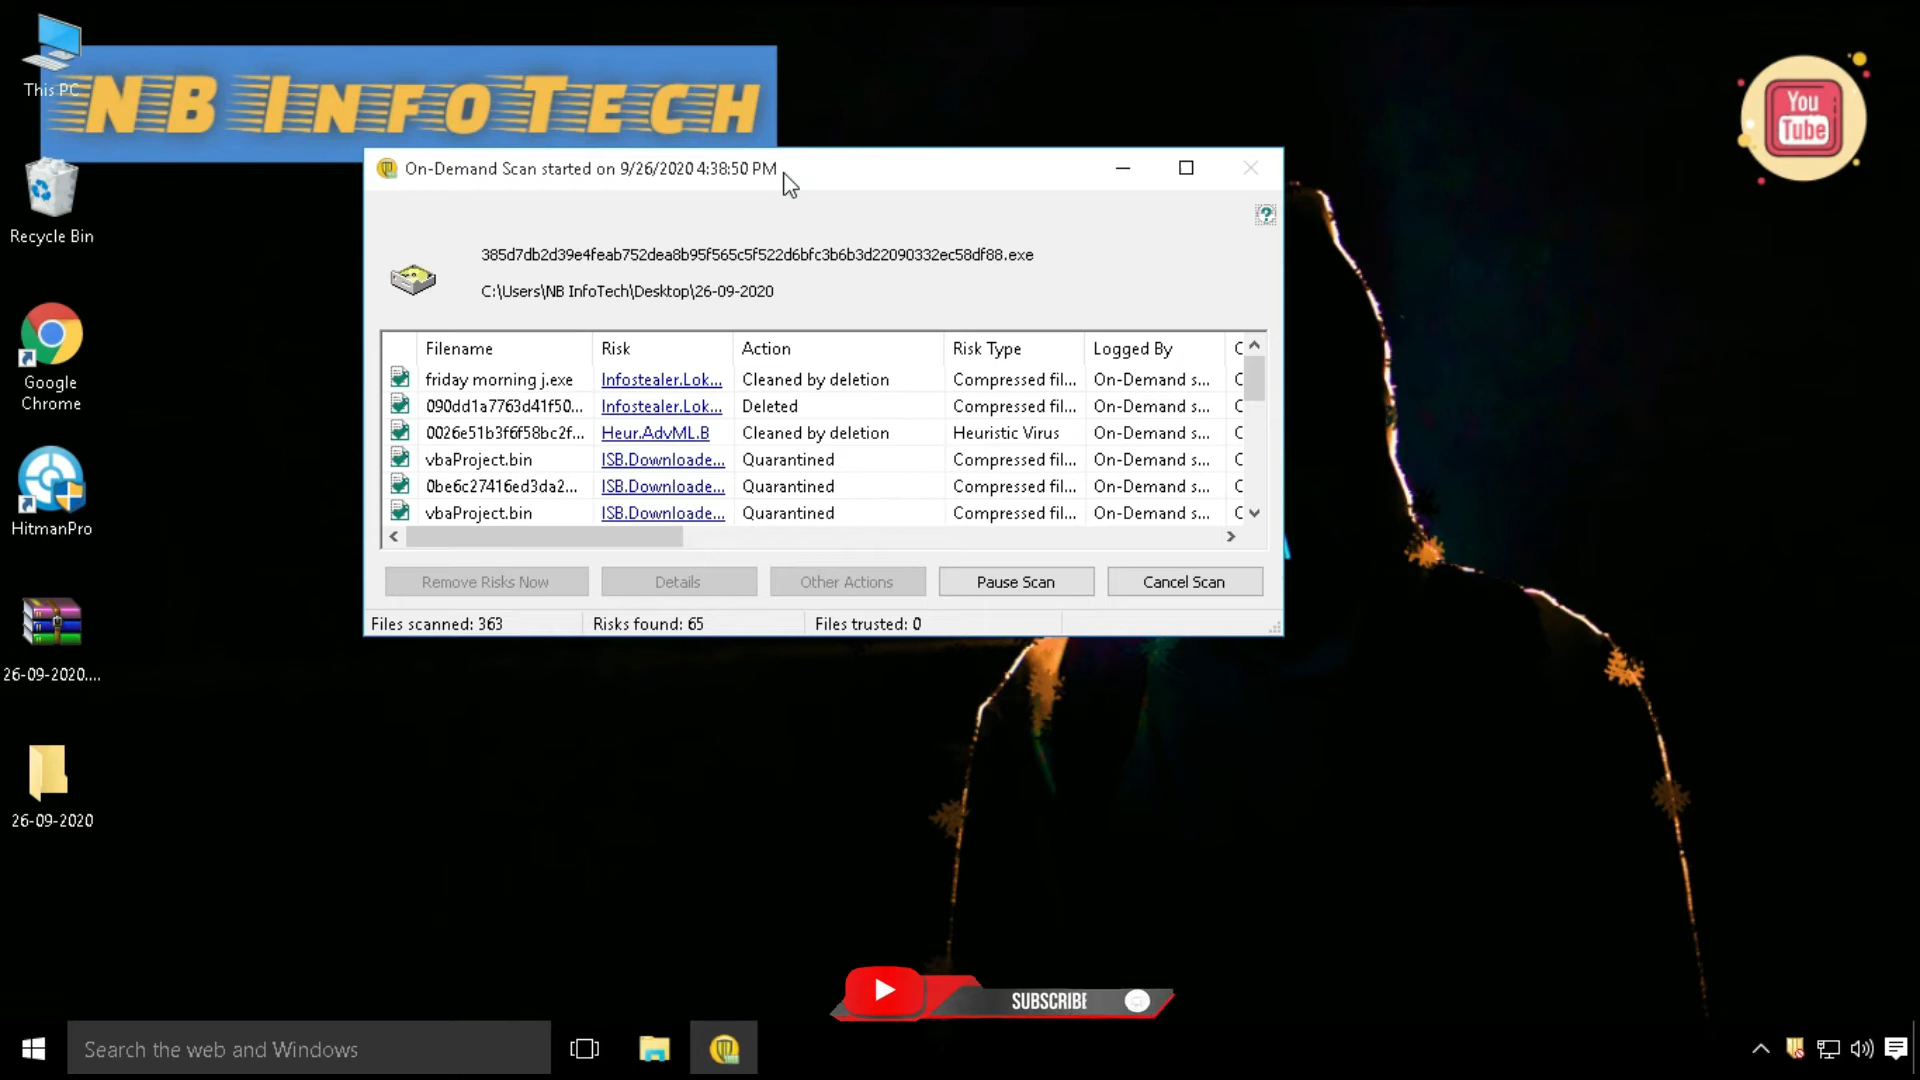 This PC
NB INFOTECH
You
Tube
On-Demand Scan started on 9/26/2020 4:38:50 PM
Recycle Bin
385d7db2d39e4feab752dea8b95f565c5f522d6bfc3b6b3d22090332ec58df88.exe
C:\Users\NB InfoTech\Desktop\26-09-2020
Filename Risk Action Risk Type Logged By C
friday morning j.exe Infostealer.Lok... Cleaned by deletion Compressed fil... On-Demand s... C
090dd1a7763d41f50... Infostealer.Lok... Deleted Compressed fil... On-Demand s... C
0026e51b3f6f58bc2f... Heur.AdvML.B Cleaned by deletion Heuristic Virus On-Demand s... C
vbaProject.bin ISB.Downloade... Quarantined Compressed fil... On-Demand s... C
0be6c27416ed3da2... ISB.Downloade... Quarantined Compressed fil... On-Demand s... C
vbaProject.bin ISB.Downloade... Quarantined Compressed fil... On-Demand s... C
Remove Risks Now Details Other Actions Pause Scan Cancel Scan
Files scanned: 363 Risks found: 65 Files trusted: 0
Google
Chrome
HitmanPro
26-09-2020....
26-09-2020
SUBSCRIBE
Search the web and Windows